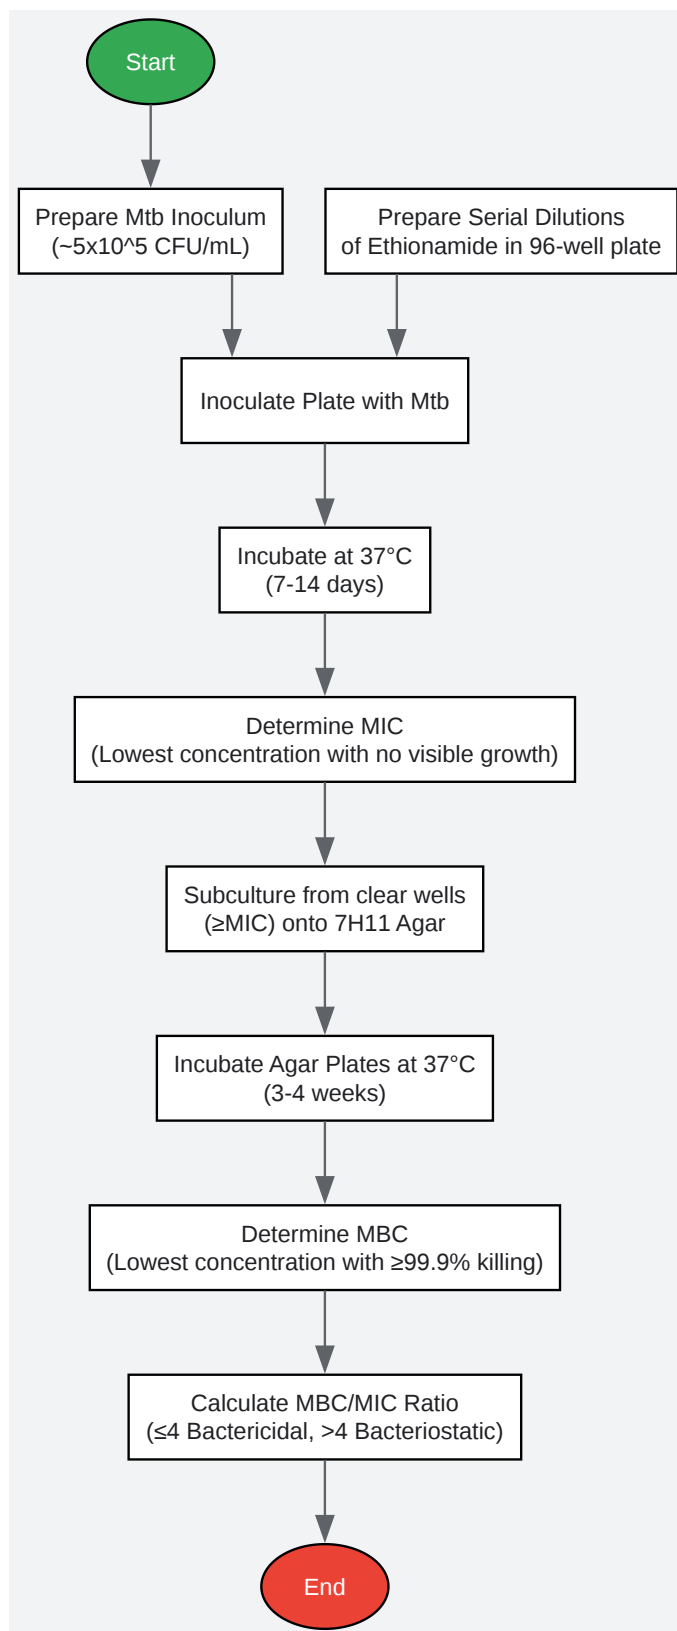 Start
Prepare Mtb Inoculum
(~5x10^5 CFU/mL)
Prepare Serial Dilutions
of Ethionamide in 96-well plate
Inoculate Plate with Mtb
Incubate at 37°C
(7-14 days)
Determine MIC
(Lowest concentration with no visible growth)
Subculture from clear wells
(≥MIC) onto 7H11 Agar
Incubate Agar Plates at 37°C
(3-4 weeks)
Determine MBC
(Lowest concentration with ≥99.9% killing)
Calculate MBC/MIC Ratio
(≤4 Bactericidal, >4 Bacteriostatic)
End